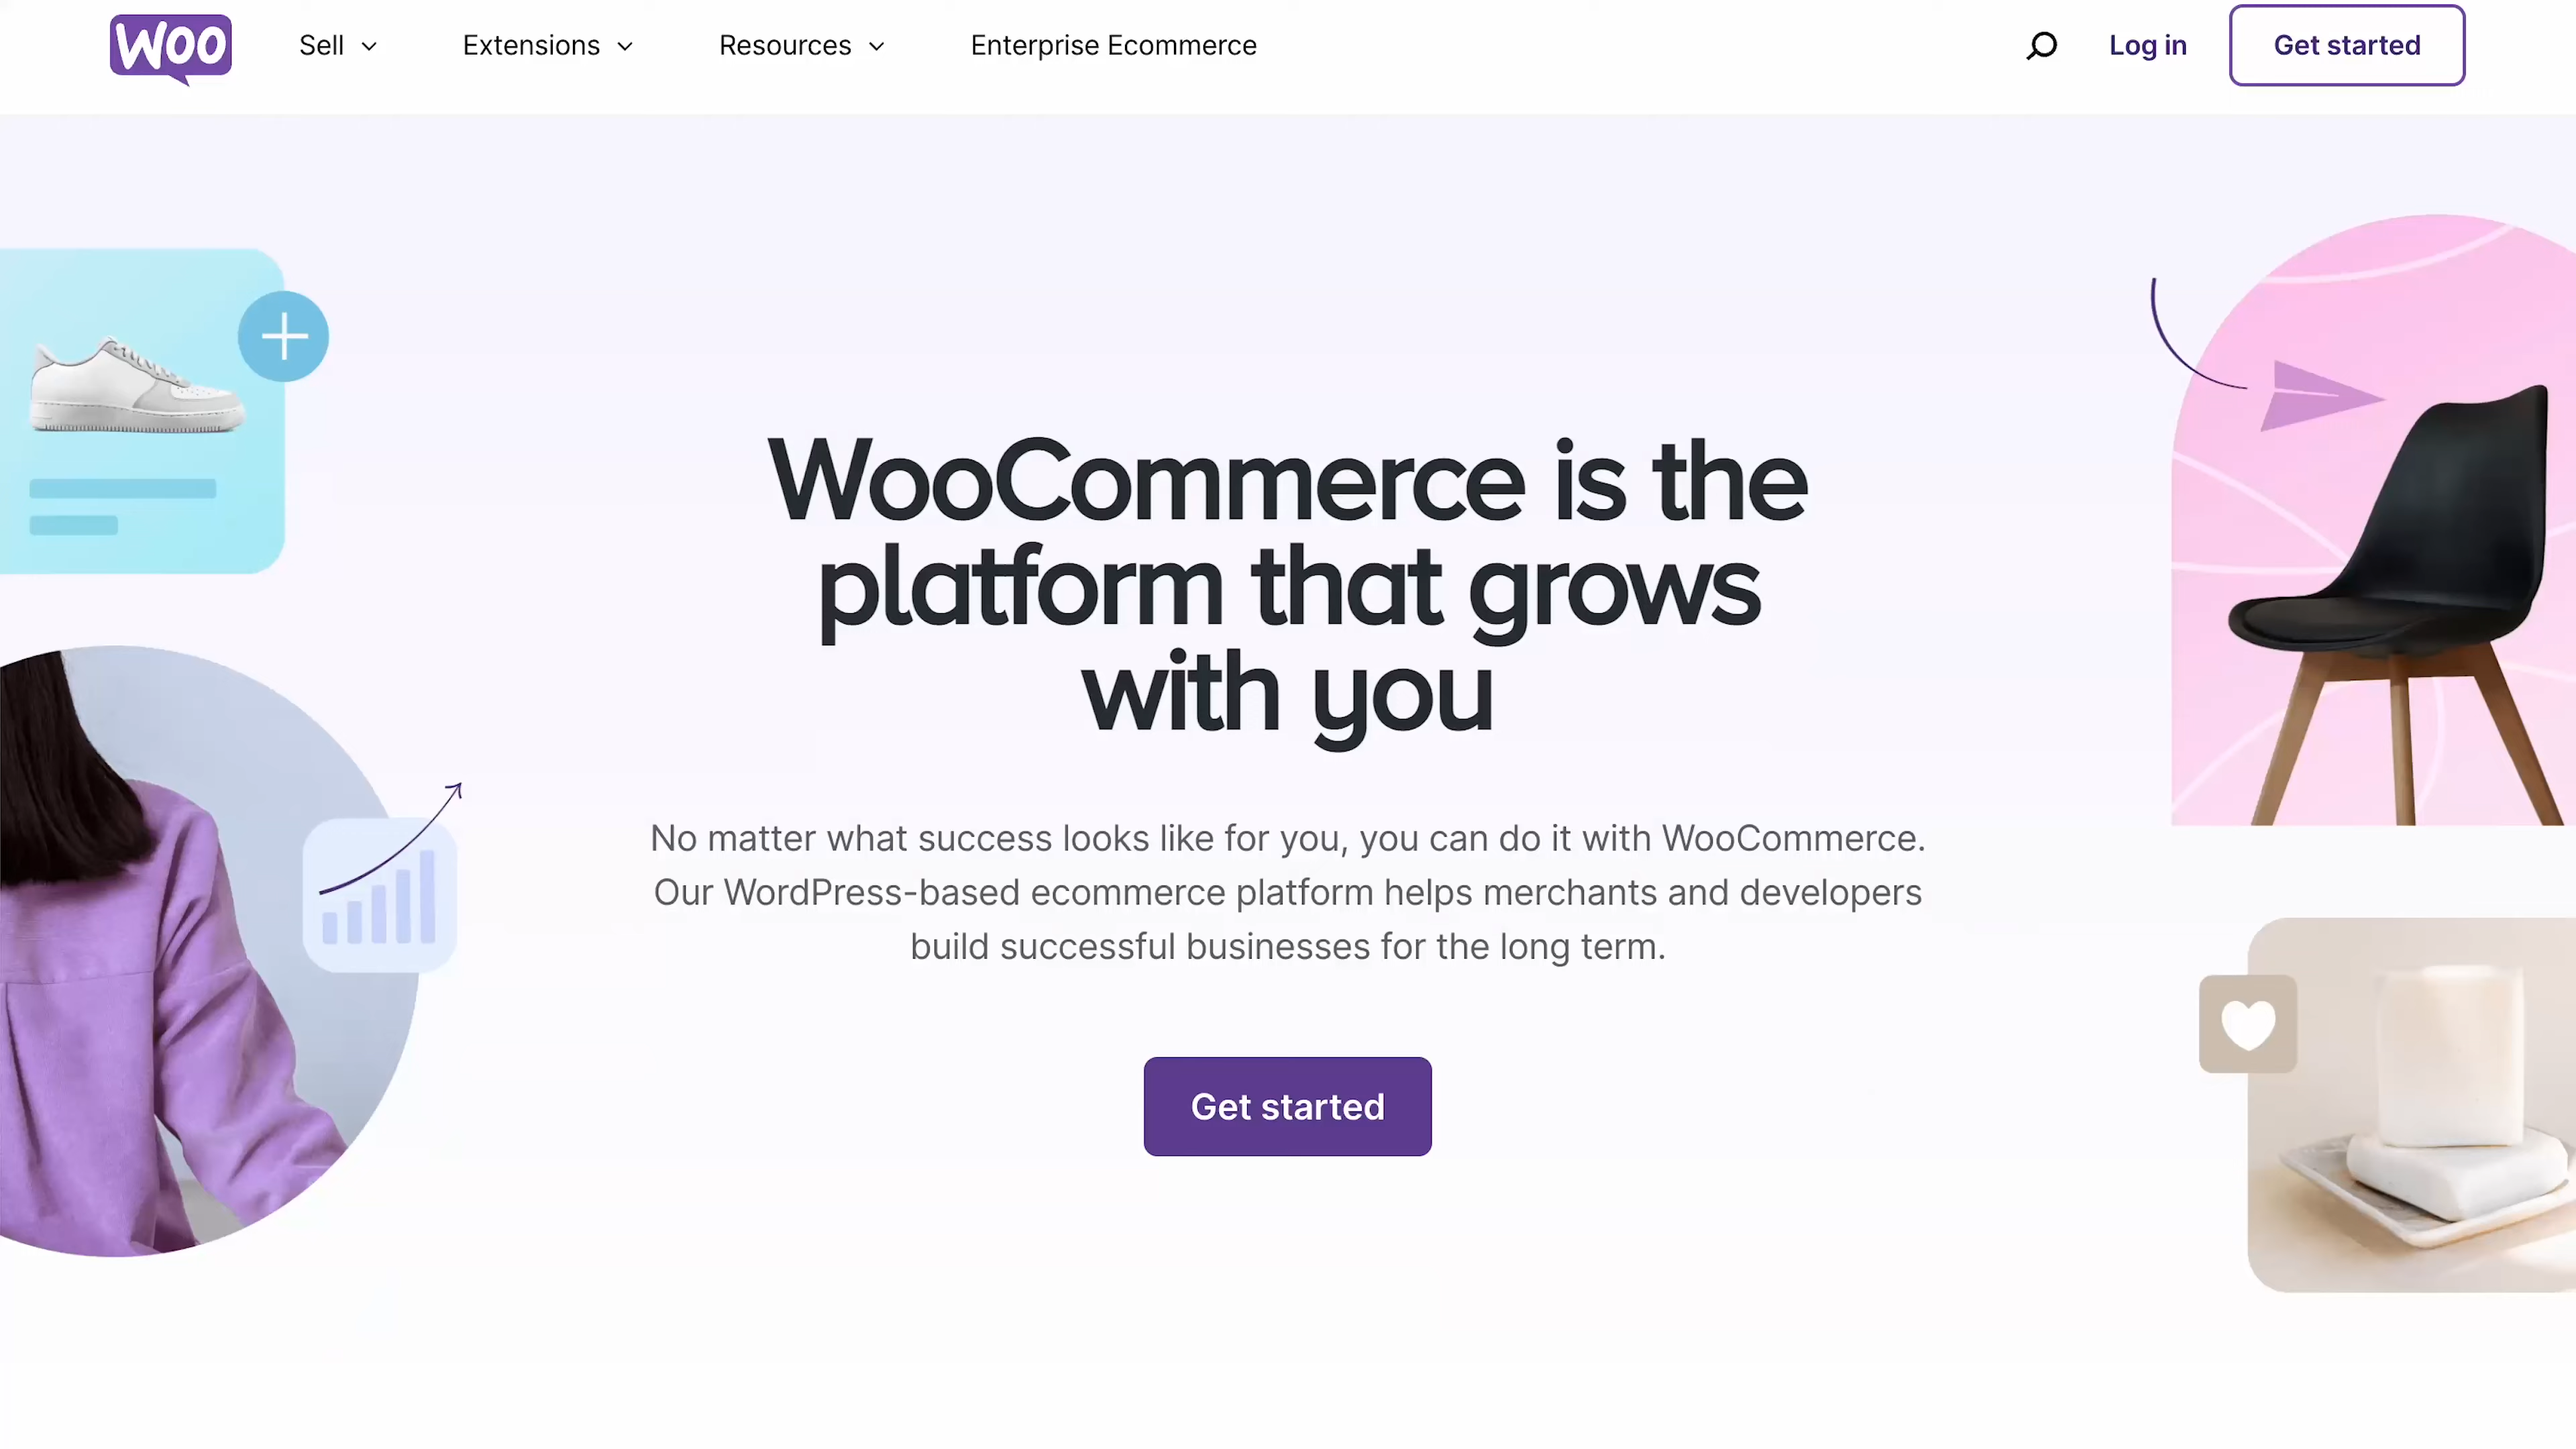 Woo
Sell
Extensions
Resources
Enterprise Ecommerce
Log in
Get started
WooCommerce is the
platform that grows
with you
No matter what success looks like for you, you can do it with WooCommerce.
Our WordPress-based ecommerce platform helps merchants and developers
build successful businesses for the long term.
Get started